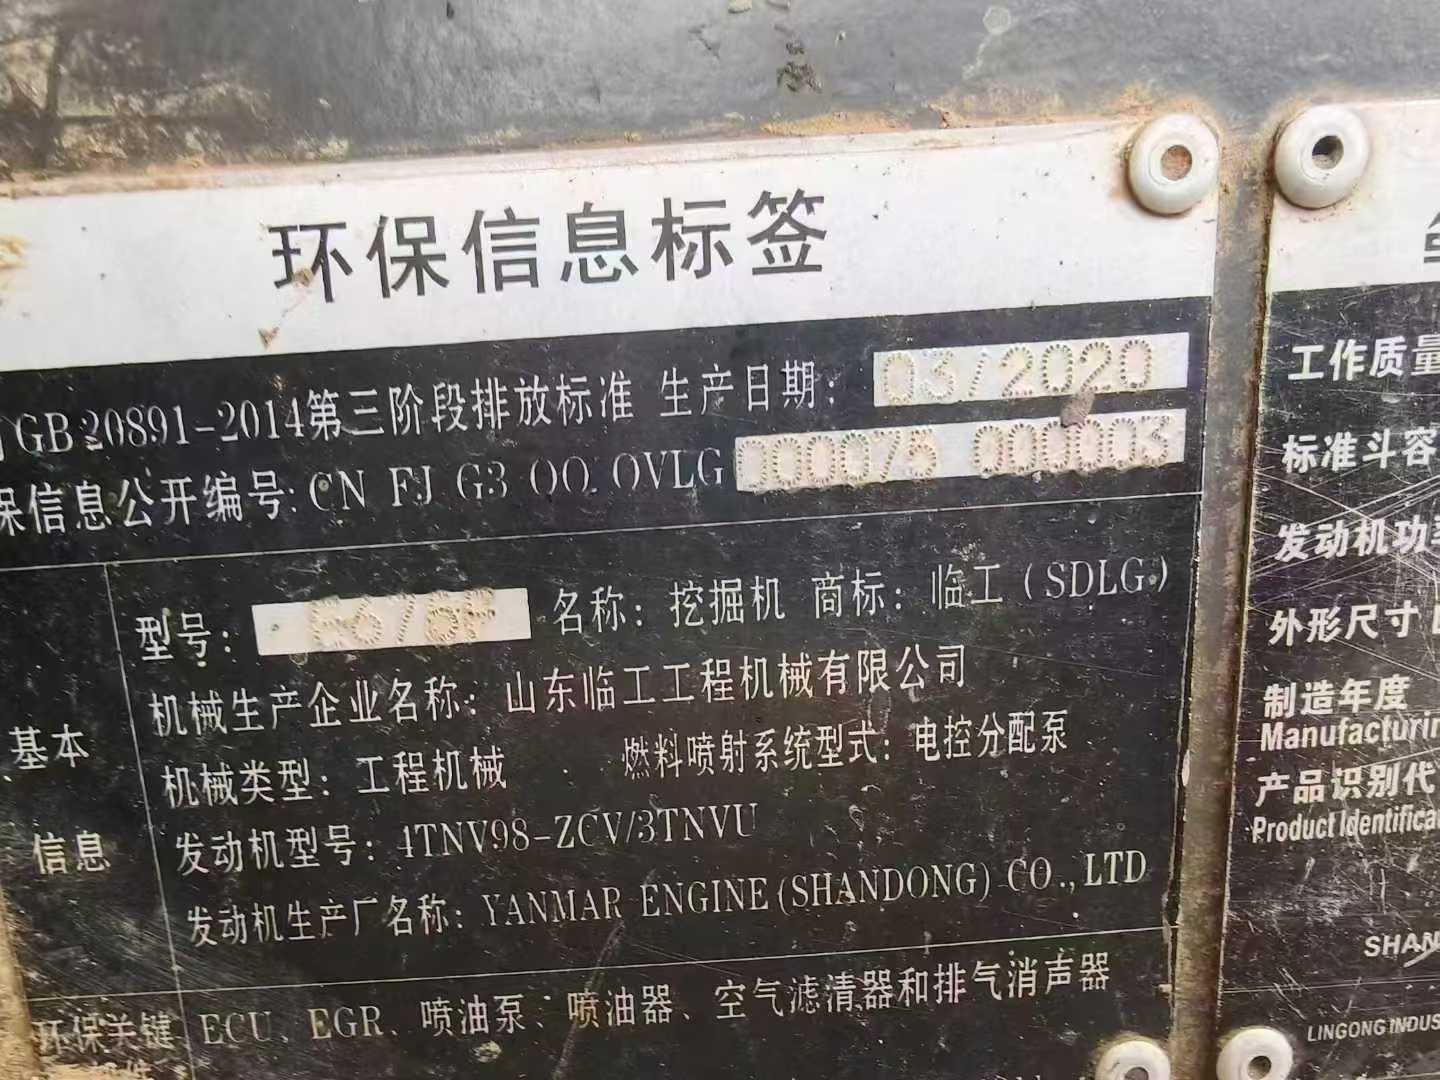 环保信息标签
GB 20891-2014第三阶段排放标准 生产日期: 03/2020
保信息公开编号: CN FJ G3 00 0VLG 000075 000003
基本
信息
型号: E675F 名称: 挖掘机 商标: 临工(SDLG)
机械生产企业名称: 山东临工工程机械有限公司
机械类型: 工程机械 燃料喷射系统型式: 电控分配泵
发动机型号: 4TNV98-ZCV/3TNVU
发动机生产厂名称: YANMAR ENGINE(SHANDONG) CO.,LTD
环保关键 ECU、EGR、喷油泵、喷油器、空气滤清器和排气消声器
工作质量
标准斗容
发动机功率
外形尺寸
制造年度
Manufacturin
产品识别代
Product Identifica
SHAN
LINGONG INDUS